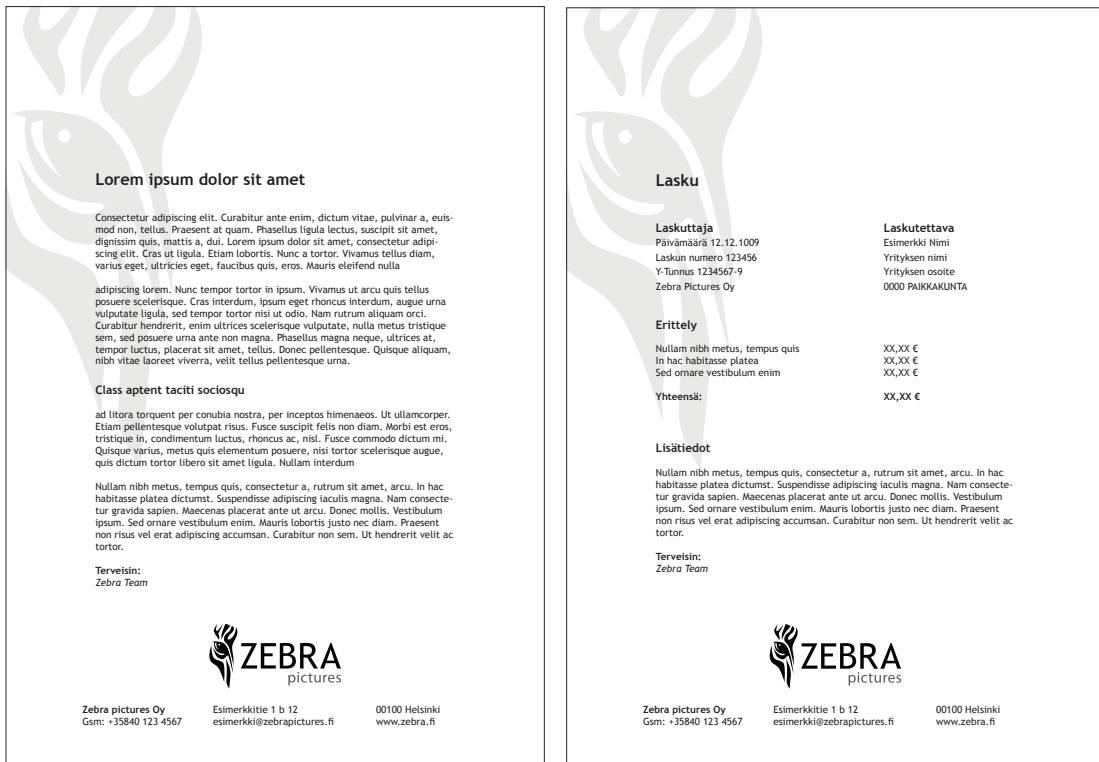 Lorem ipsum dolor sit amet
Consectetur adipiscing elit. Curabitur ante enim, dictum vitae, pulvinar a, euis-
mod non, tellus. Praesent at quam. Phasellus ligula lectus, suscipit sit amet,
dignissim quis, mattis a, dui. Lorem ipsum dolor sit amet, consectetur adipi-
scing elit. Cras ut ligula. Etiam lobortis. Nunc a tortor. Vivamus tellus diam,
varius eget, ultricies eget, faucibus quis, eros. Mauris eleifend nulla
adipiscing lorem. Nunc tempor tortor in ipsum. Vivamus ut arcu quis tellus
posuere scelerisque. Cras interdum, ipsum eget rhoncus interdum, augue urna
vulputate ligula, sed tempor tortor nisi ut odio. Nam rutrum aliquam orci.
Curabitur hendrerit, enim ultrices scelerisque vulputate, nulla metus tristique
sem, sed posuere urna ante non magna. Phasellus magna neque, ultrices at,
tempor luctus, placerat sit amet, tellus. Donec pellentesque. Quisque aliquam,
nibh vitae laoreet viverra, velit tellus pellentesque urna.
Class aptent taciti sociosqu
ad litora torquent per conubia nostra, per inceptos himenaeos. Ut ullamcorper.
Etiam pellentesque volutpat risus. Fusce suscipit felis non diam. Morbi est eros,
tristique in, condimentum luctus, rhoncus ac, nisl. Fusce commodo dictum mi.
Quisque varius, metus quis elementum posuere, nisi tortor scelerisque augue,
quis dictum tortor libero sit amet ligula. Nullam interdum
Nullam nibh metus, tempus quis, consectetur a, rutrum sit amet, arcu. In hac
habitasse platea dictumst. Suspendisse adipiscing iaculis magna. Nam consecte-
tur gravida sapien. Maecenas placerat ante ut arcu. Donec mollis. Vestibulum
ipsum. Sed ornare vestibulum enim. Mauris lobortis justo nec diam. Praesent
non risus vel erat adipiscing accumsan. Curabitur non sem. Ut hendrerit velit ac
tortor.
Terveisin:
Zebra Team
ZEBRA
pictures
Zebra pictures Oy Esimerkkitie 1 b 12 00100 Helsinki
Gsm: +35840 123 4567 esimerkki@zebrapictures.fi www.zebra.fi
Lasku
Laskuttaja Laskutettava
Päivämäärä 12.12.1009 Esimerkki Nimi
Laskun numero 123456 Yrityksen nimi
Y-Tunnus 1234567-9 Yrityksen osoite
Zebra Pictures Oy 0000 PAIKKAKUNTA
Erittely
Nullam nibh metus, tempus quis XX,XX €
In hac habitasse platea XX,XX €
Sed ornare vestibulum enim XX,XX €
Yhteensä: XX,XX €
Lisätiedot
Nullam nibh metus, tempus quis, consectetur a, rutrum sit amet, arcu. In hac
habitasse platea dictumst. Suspendisse adipiscing iaculis magna. Nam consecte-
tur gravida sapien. Maecenas placerat ante ut arcu. Donec mollis. Vestibulum
ipsum. Sed ornare vestibulum enim. Mauris lobortis justo nec diam. Praesent
non risus vel erat adipiscing accumsan. Curabitur non sem. Ut hendrerit velit ac
tortor.
Terveisin:
Zebra Team
ZEBRA
pictures
Zebra pictures Oy Esimerkkitie 1 b 12 00100 Helsinki
Gsm: +35840 123 4567 esimerkki@zebrapictures.fi www.zebra.fi